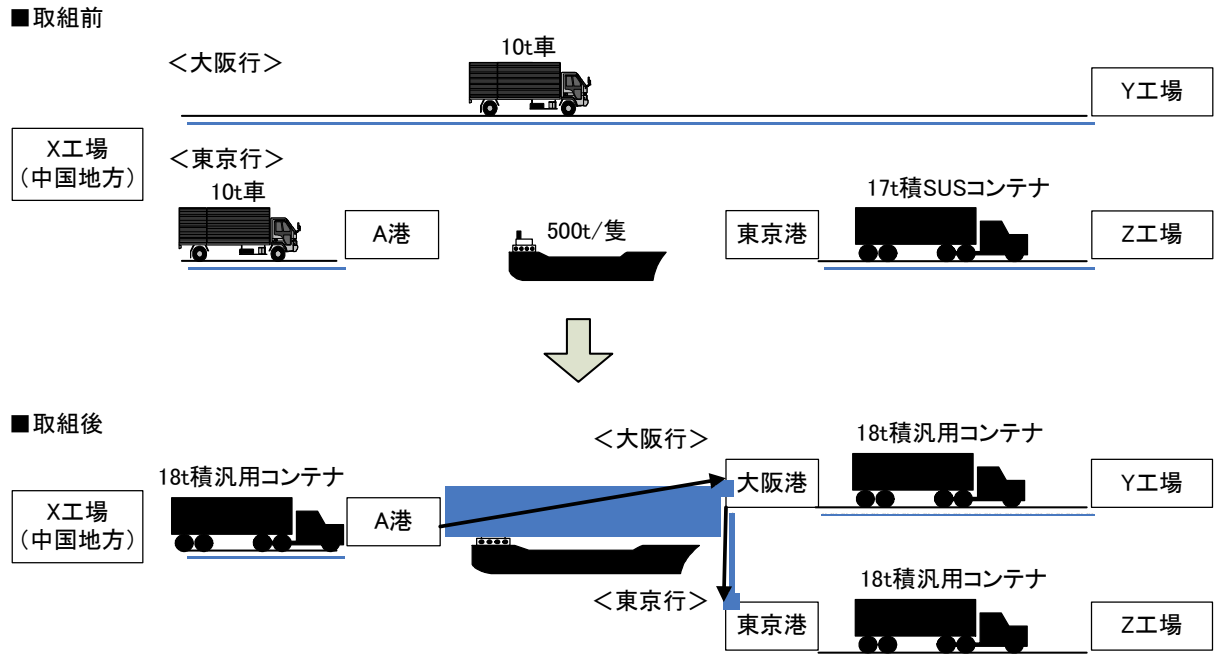 ■取組前
＜大阪行＞
10t車
Y工場
X工場
（中国地方）
＜東京行＞
10t車
A港
500t/隻
東京港
17t積SUSコンテナ
Z工場
■取組後
＜大阪行＞
18t積汎用コンテナ
18t積汎用コンテナ
X工場
（中国地方）
A港
大阪港
Y工場
＜東京行＞
18t積汎用コンテナ
東京港
Z工場